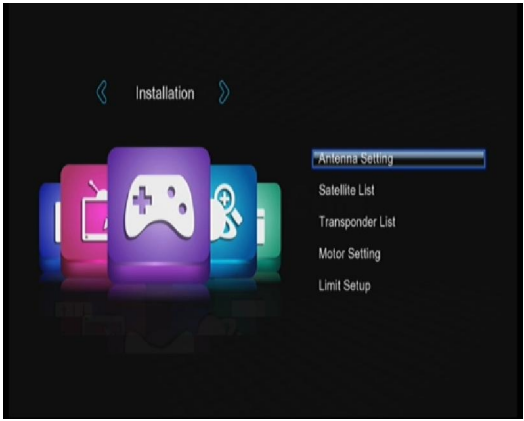 Installation
Antenna Setting
Satellite List
Transponder List
Motor Setting
Limit Setup